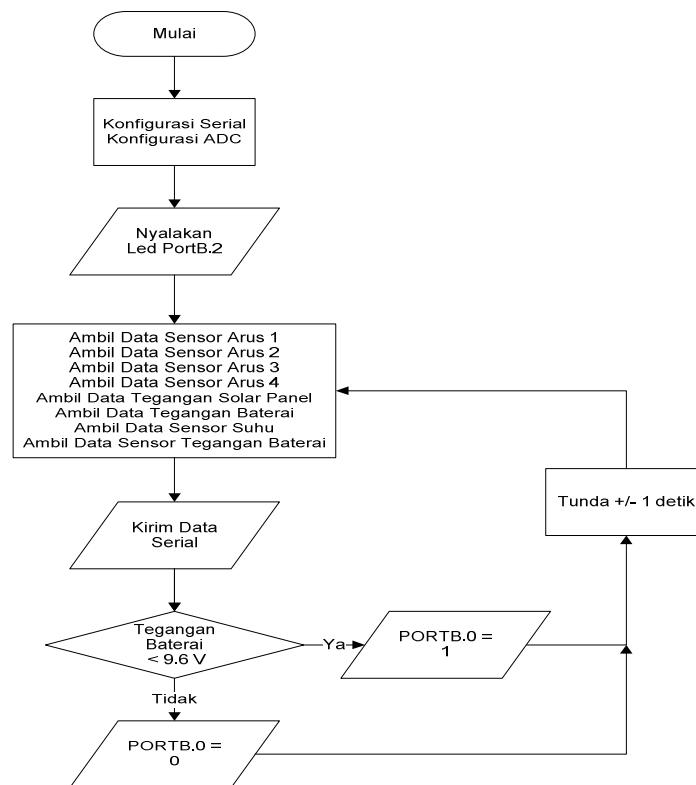 Mulai
Konfigurasi Serial
Konfigurasi ADC
Nyalakan
Led PortB.2
Ambil Data Sensor Arus 1
Ambil Data Sensor Arus 2
Ambil Data Sensor Arus 3
Ambil Data Sensor Arus 4
Ambil Data Tegangan Solar Panel
Ambil Data Tegangan Baterai
Ambil Data Sensor Suhu
Ambil Data Sensor Tegangan Baterai
Tunda +/- 1 detik
Kirim Data
Serial
Tegangan
Baterai
< 9.6 V
Ya
PORTB.0 =
1
Tidak
PORTB.0 =
0